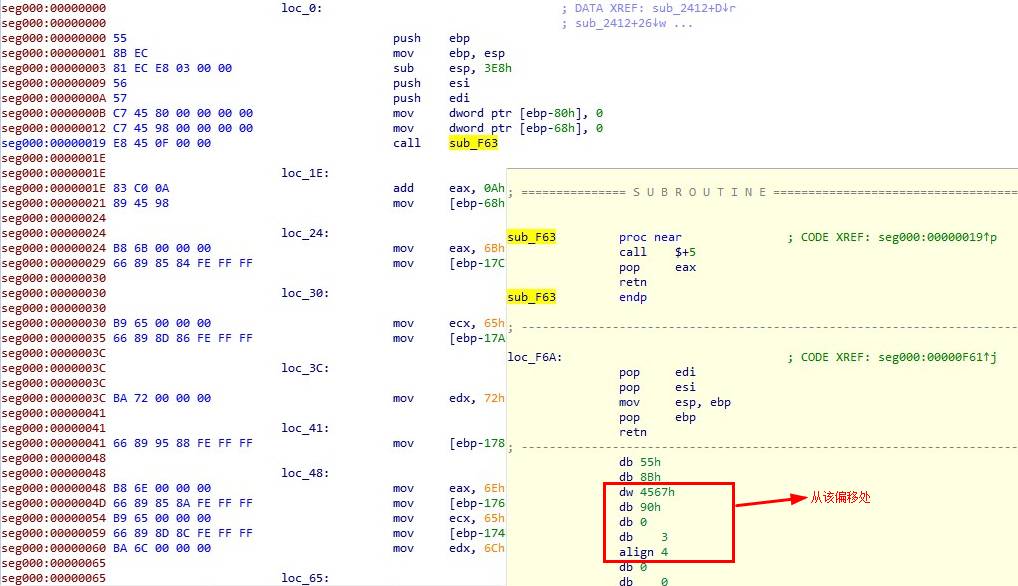 seg000:00000000 loc_0: ; DATA XREF: sub_2412+D↓r
seg000:00000000 ; sub_2412+26↓w ...
seg000:00000000 55 push ebp
seg000:00000001 8B EC mov ebp, esp
seg000:00000003 81 EC E8 03 00 00 sub esp, 3E8h
seg000:00000009 56 push esi
seg000:0000000A 57 push edi
seg000:0000000B C7 45 80 00 00 00 00 mov dword ptr [ebp-80h], 0
seg000:00000012 C7 45 98 00 00 00 00 mov dword ptr [ebp-68h], 0
seg000:00000019 E8 45 0F 00 00 call sub_F63
seg000:0000001E
seg000:0000001E loc_1E:
seg000:0000001E 83 C0 0A add eax, 0Ah
seg000:00000021 89 45 98 mov [ebp-68h
seg000:00000024
seg000:00000024 loc_24:
seg000:00000024 B8 6B 00 00 00 mov eax, 6Bh
seg000:00000029 66 89 85 84 FE FF FF mov [ebp-17C
seg000:00000030
seg000:00000030 loc_30:
seg000:00000030
seg000:00000030 B9 65 00 00 00 mov ecx, 65h
seg000:00000035 66 89 8D 86 FE FF FF mov [ebp-17A
seg000:0000003C
seg000:0000003C loc_3C:
seg000:0000003C
seg000:0000003C BA 72 00 00 00 mov edx, 72h
seg000:00000041
seg000:00000041 loc_41:
seg000:00000041 66 89 95 88 FE FF FF mov [ebp-178
seg000:00000048
seg000:00000048 loc_48:
seg000:00000048 B8 6E 00 00 00 mov eax, 6Eh
seg000:0000004D 66 89 85 8A FE FF FF mov [ebp-176
seg000:00000054 B9 65 00 00 00 mov ecx, 65h
seg000:00000059 66 89 8D 8C FE FF FF mov [ebp-174
seg000:00000060 BA 6C 00 00 00 mov edx, 6Ch
seg000:00000065
seg000:00000065 loc_65:
; =============== S U B R O U T I N E =======================================
sub_F63 proc near ; CODE XREF: seg000:00000019↑p
call $+5
pop eax
retn
sub_F63 endp
; ---------------------------------------------------------------------------
loc_F6A: ; CODE XREF: seg000:00000F61↑j
pop edi
pop esi
mov esp, ebp
pop ebp
retn
; ---------------------------------------------------------------------------
db 55h
db 8Bh
dw 4567h
db 90h
db 0
db 3
align 4
db 0
db 0
从该偏移处